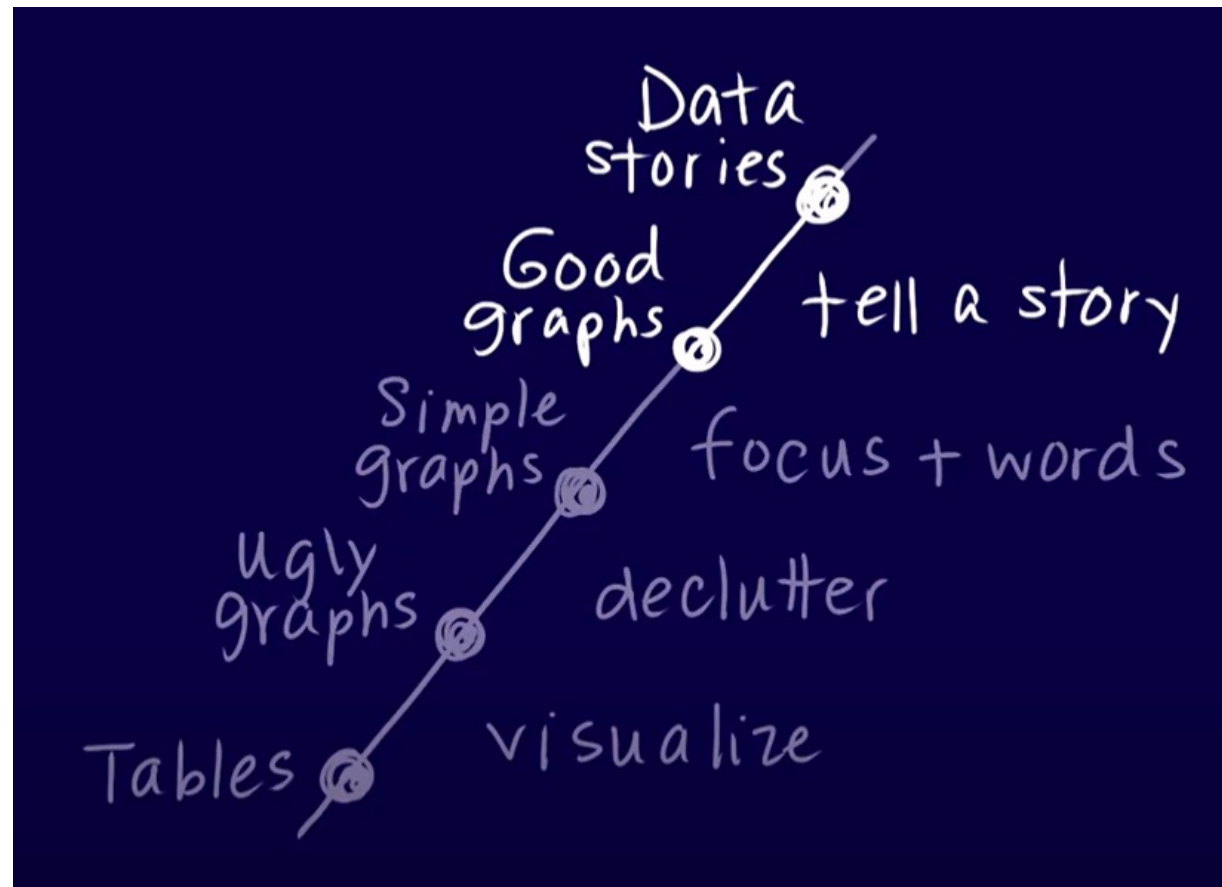 Data
stories
Good
graphs
tell a story
Simple
graphs
focus + words
Ugly
graphs
declutter
Tables
visualize